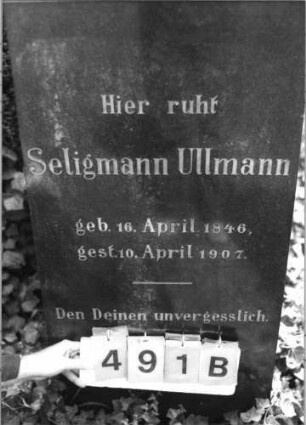 Hier ruht
Seligmann Ullmann
geb. 16. April 1846,
gest. 10. April 1907.
Den Deinen unvergesslich.
491B